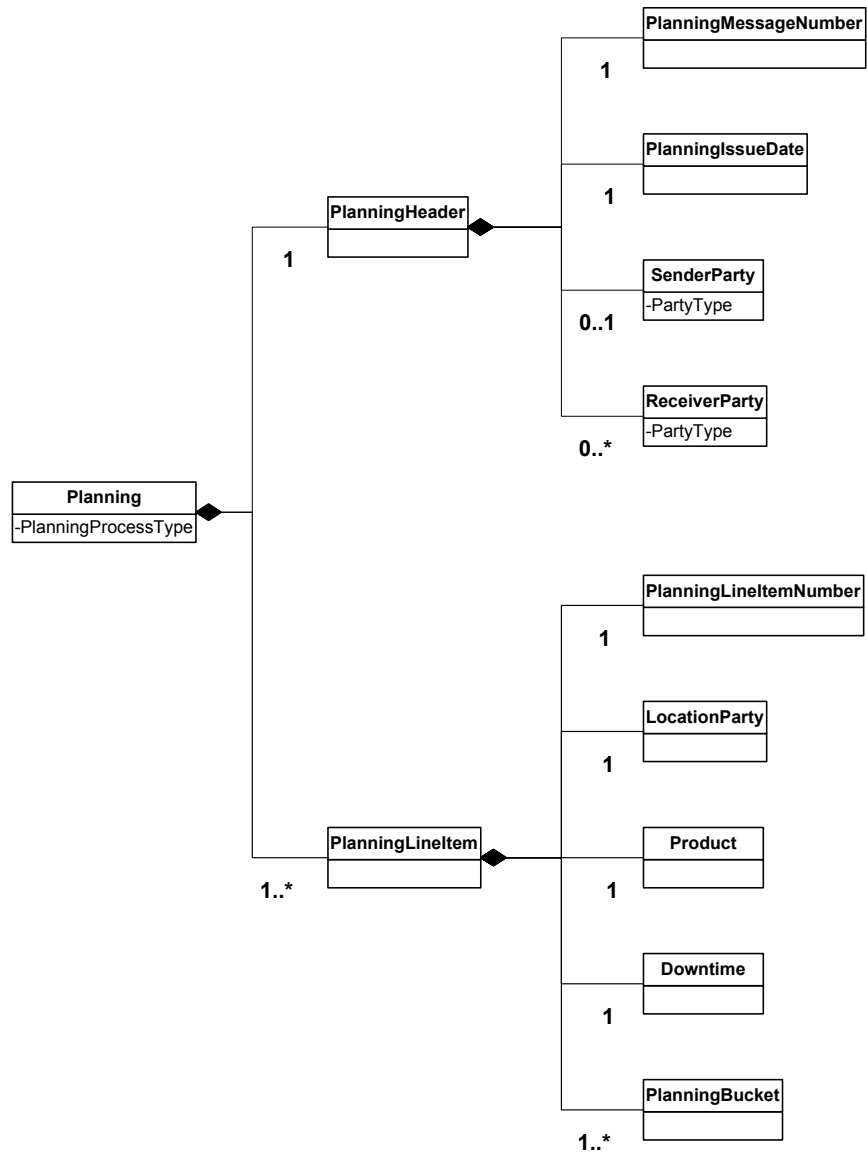 PlanningMessageNumber
1
PlanningIssueDate
1
PlanningHeader
1
SenderParty
-PartyType
0..1
ReceiverParty
-PartyType
0..*
Planning
-PlanningProcessType
PlanningLineItemNumber
1
LocationParty
1
PlanningLineItem
1..*
Product
1
Downtime
1
PlanningBucket
1..*